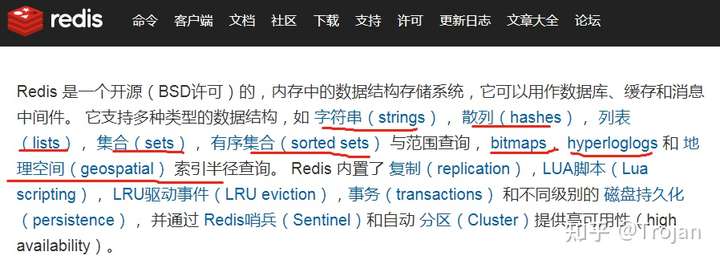 redis 命令 客户端 文档 社区 下载 支持 许可 更新日志 文章大全 论坛
Redis 是一个开源(BSD许可)的,内存中的数据结构存储系统,它可以用作数据库、缓存和消息
中间件。 它支持多种类型的数据结构,如 字符串(strings), 散列(hashes), 列表
(lists), 集合(sets), 有序集合(sorted sets) 与范围查询, bitmaps, hyperloglogs 和 地
理空间(geospatial) 索引半径查询。 Redis 内置了 复制(replication),LUA脚本(Lua
scripting), LRU驱动事件(LRU eviction),事务(transactions) 和不同级别的 磁盘持久化
(persistence), 并通过 Redis哨兵(Sentinel)和自动 分区(Cluster)提供高可用性(high
availability)。
知乎 @Trojan